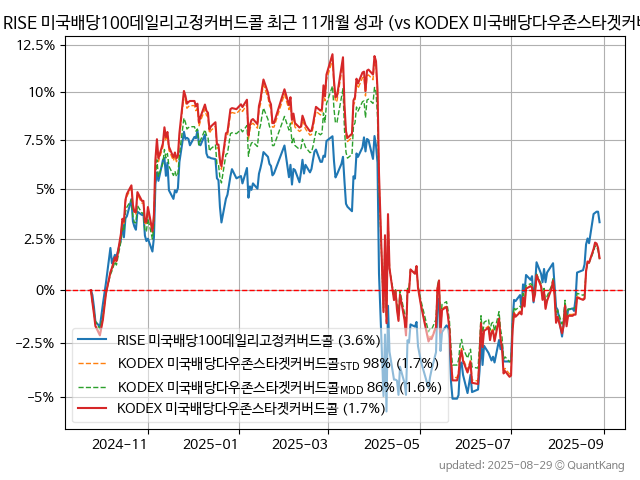 RISE 미국배당100데일리고정커버드콜 최근 11개월 성과 (vs KODEX 미국배당다우존스타겟커버
12.5%
10%
7.5%
5%
2.5%
0%
−2.5%
−5%
RISE 미국배당100데일리고정커버드콜 (3.6%)
KODEX 미국배당다우존스타겟커버드콜STD 98% (1.7%)
KODEX 미국배당다우존스타겟커버드콜MDD 86% (1.6%)
KODEX 미국배당다우존스타겟커버드콜 (1.7%)
2024-11 2025-01 2025-03 2025-05 2025-07 2025-09
updated: 2025-08-29 © QuantKang